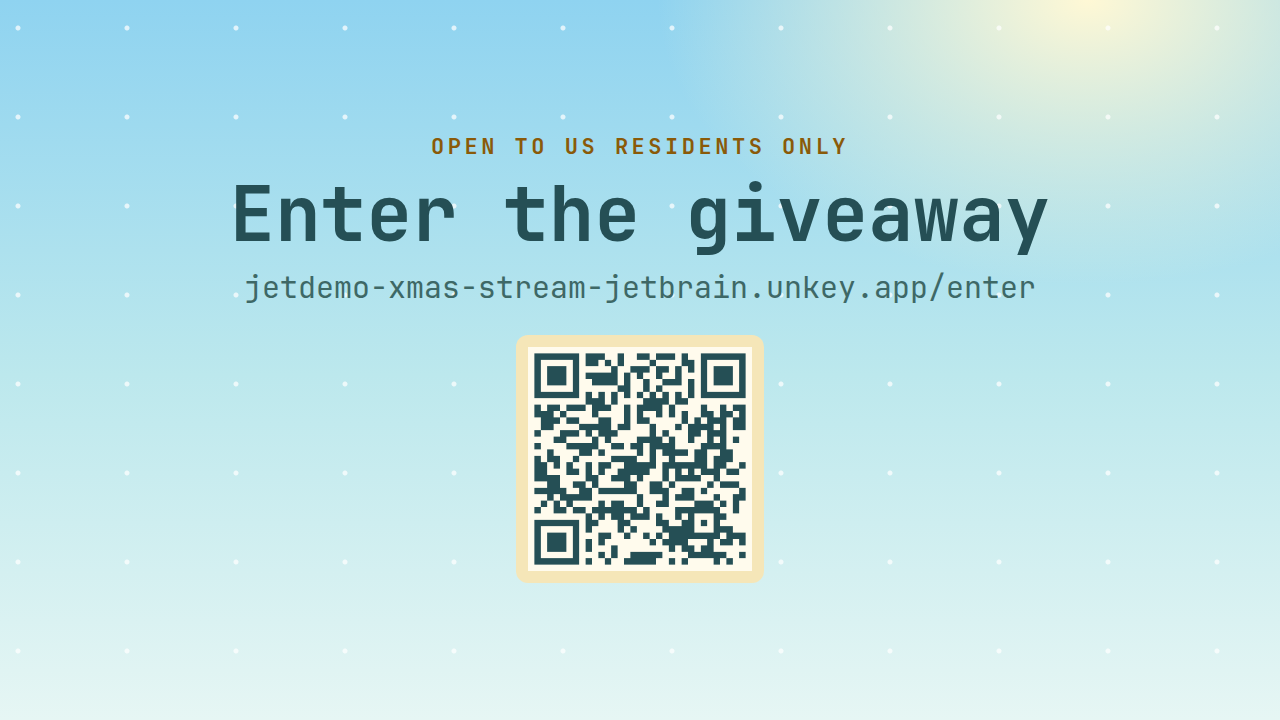 OPEN TO US RESIDENTS ONLY
Enter the giveaway
jetdemo-xmas-stream-jetbrain.unkey.app/enter